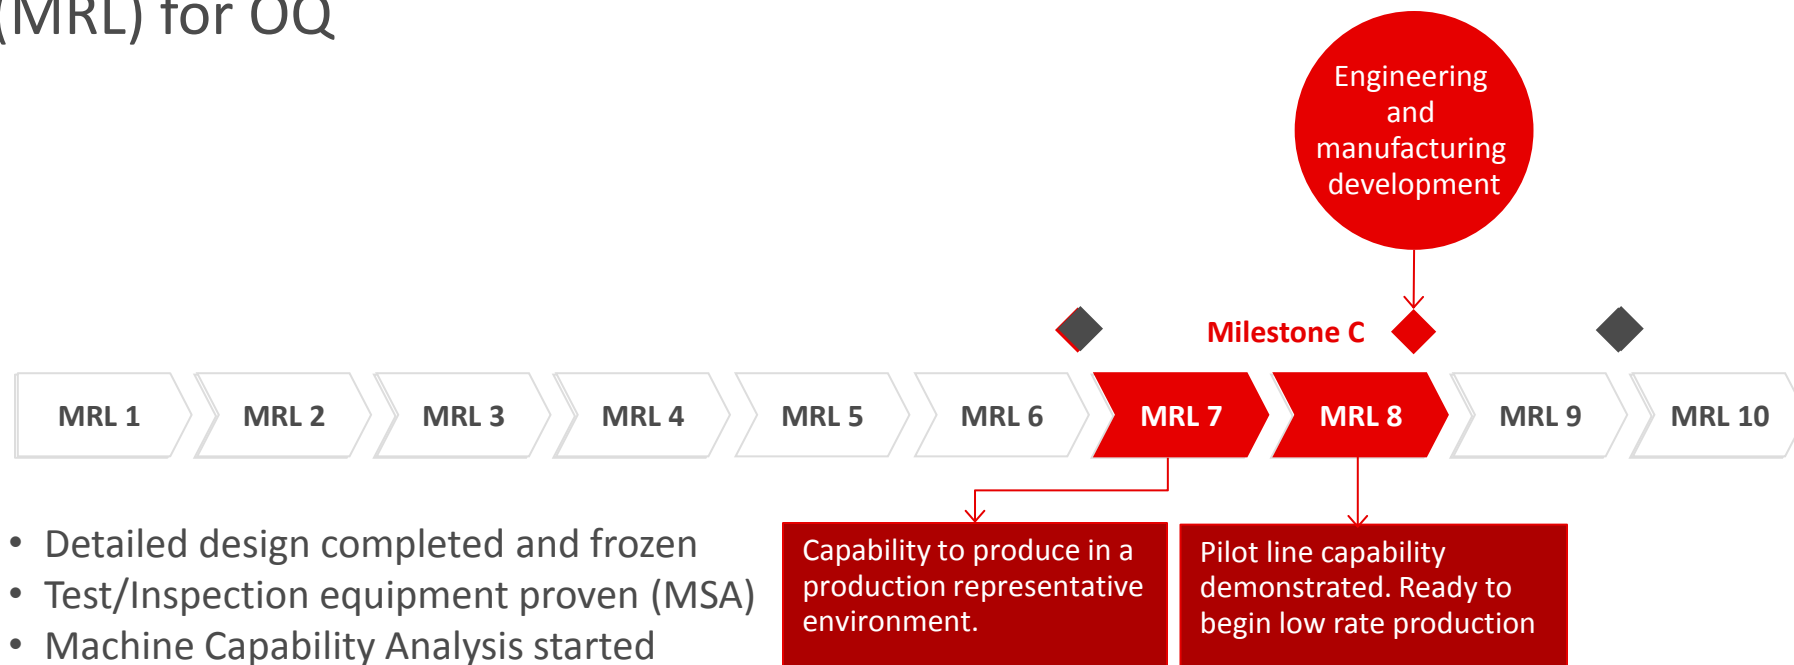 (MRL) for OQ
Engineering
and
manufacturing
development
Milestone C
MRL 1
MRL 2
MRL 3
MRL 4
MRL 5
MRL 6
MRL 7
MRL 8
MRL 9
MRL 10
• Detailed design completed and frozen
• Test/Inspection equipment proven (MSA)
• Machine Capability Analysis started
Capability to produce in a
production representative
environment.
Pilot line capability
demonstrated. Ready to
begin low rate production